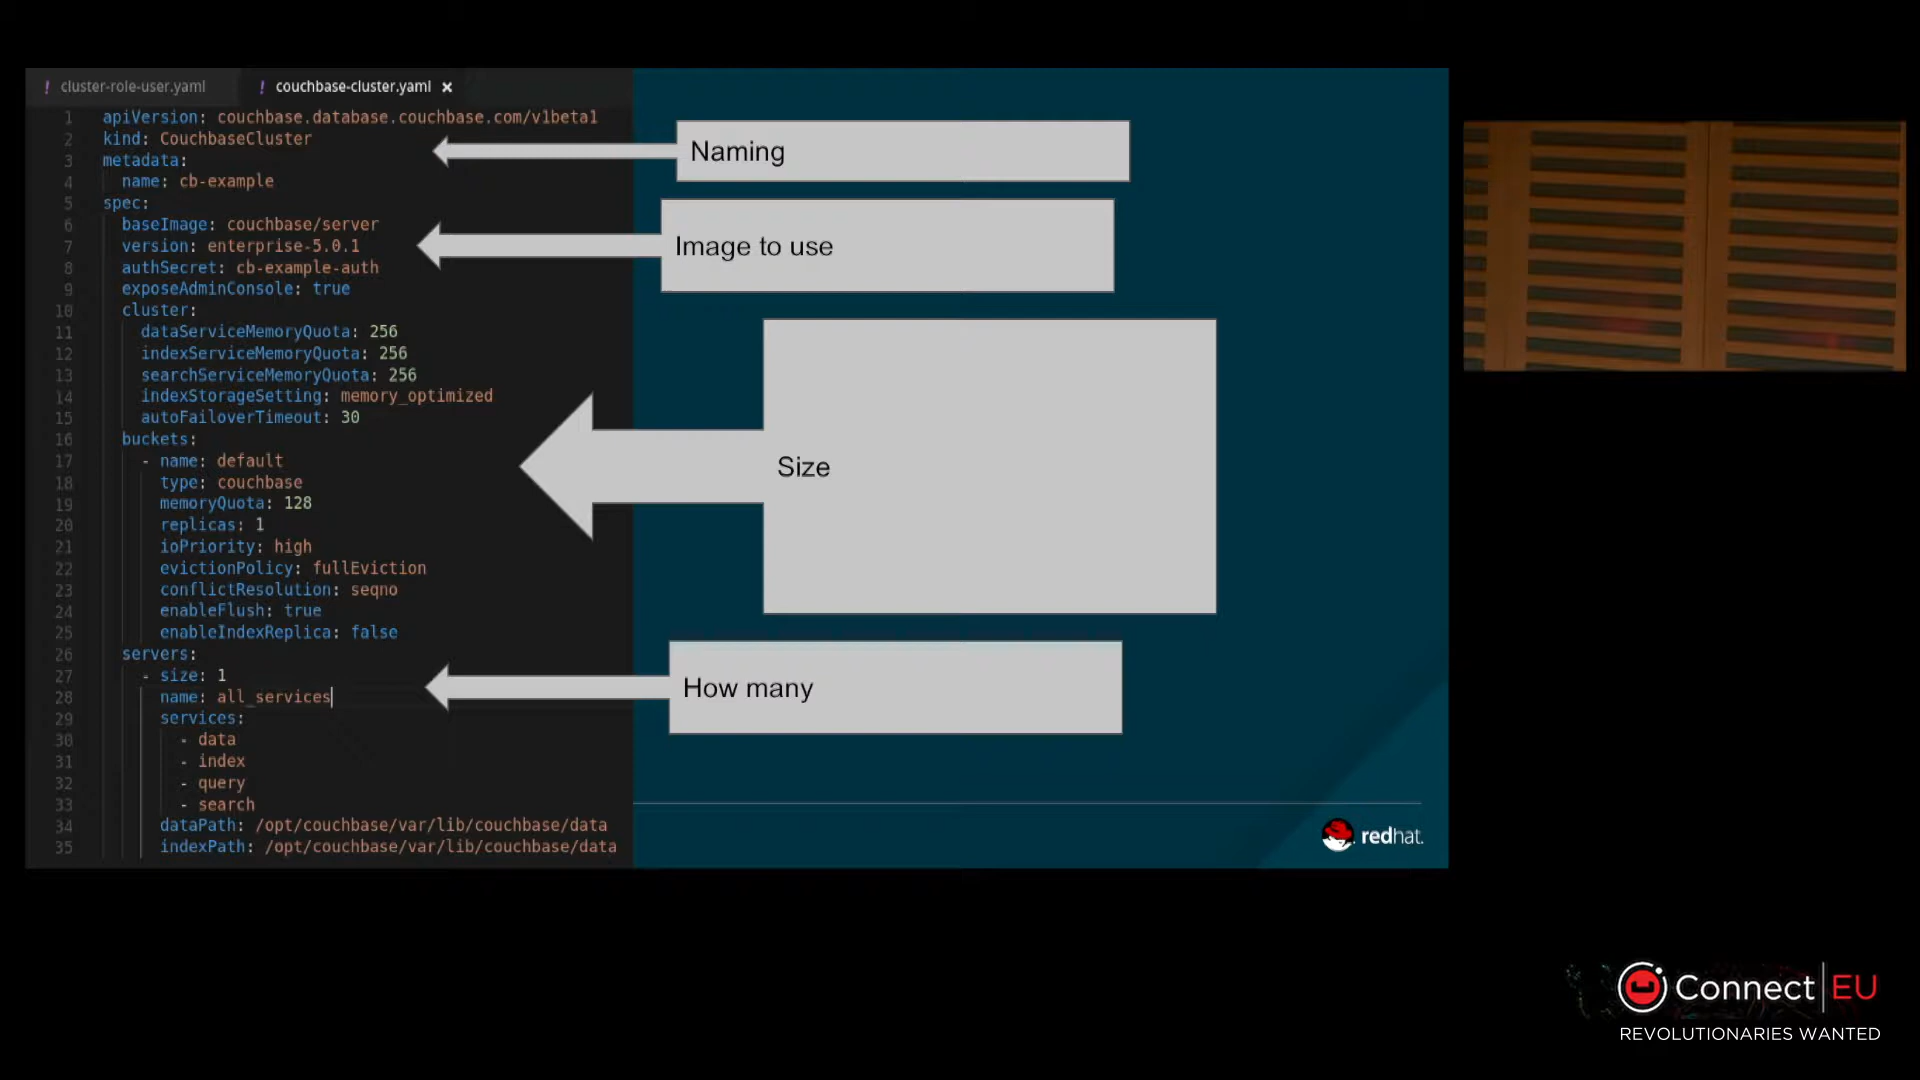 cluster-role-user.yaml
couchbase-cluster.yaml
1 apiVersion: couchbase.database.couchbase.com/v1beta1
2 kind: CouchbaseCluster
3 metadata:
4 name: cb-example
5 spec:
6 baseImage: couchbase/server
7 version: enterprise-5.0.1
8 authSecret: cb-example-auth
9 exposeAdminConsole: true
10 cluster:
11 dataServiceMemoryQuota: 256
12 indexServiceMemoryQuota: 256
13 searchServiceMemoryQuota: 256
14 indexStorageSetting: memory_optimized
15 autoFailoverTimeout: 30
16 buckets:
17 - name: default
18 type: couchbase
19 memoryQuota: 128
20 replicas: 1
21 ioPriority: high
22 evictionPolicy: fullEviction
23 conflictResolution: seqno
24 enableFlush: true
25 enableIndexReplica: false
26 servers:
27 - size: 1
28 name: all_services
29 services:
30 - data
31 - index
32 - query
33 - search
34 dataPath: /opt/couchbase/var/lib/couchbase/data
35 indexPath: /opt/couchbase/var/lib/couchbase/data
Naming
Image to use
Size
How many
redhat.
Connect EU
REVOLUTIONARIES WANTED